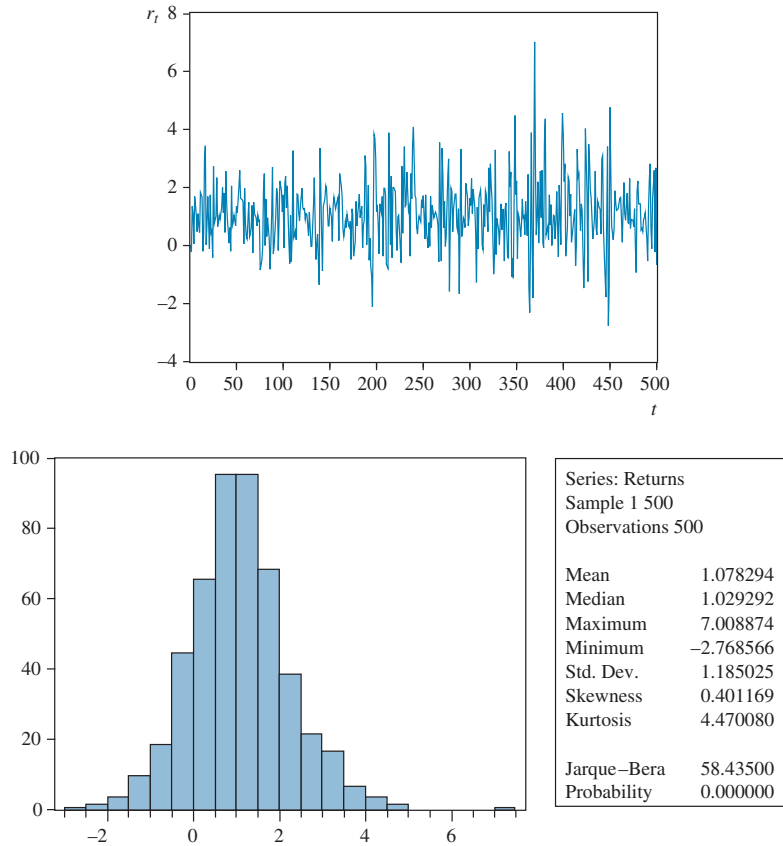 r_t
8
6
4
2
0
−2
−4
0 50 100 150 200 250 300 350 400 450 500
t
100
80
60
40
20
0
−2 0 2 4 6
Series: Returns
Sample 1 500
Observations 500
Mean 1.078294
Median 1.029292
Maximum 7.008874
Minimum −2.768566
Std. Dev. 1.185025
Skewness 0.401169
Kurtosis 4.470080
Jarque–Bera 58.43500
Probability 0.000000